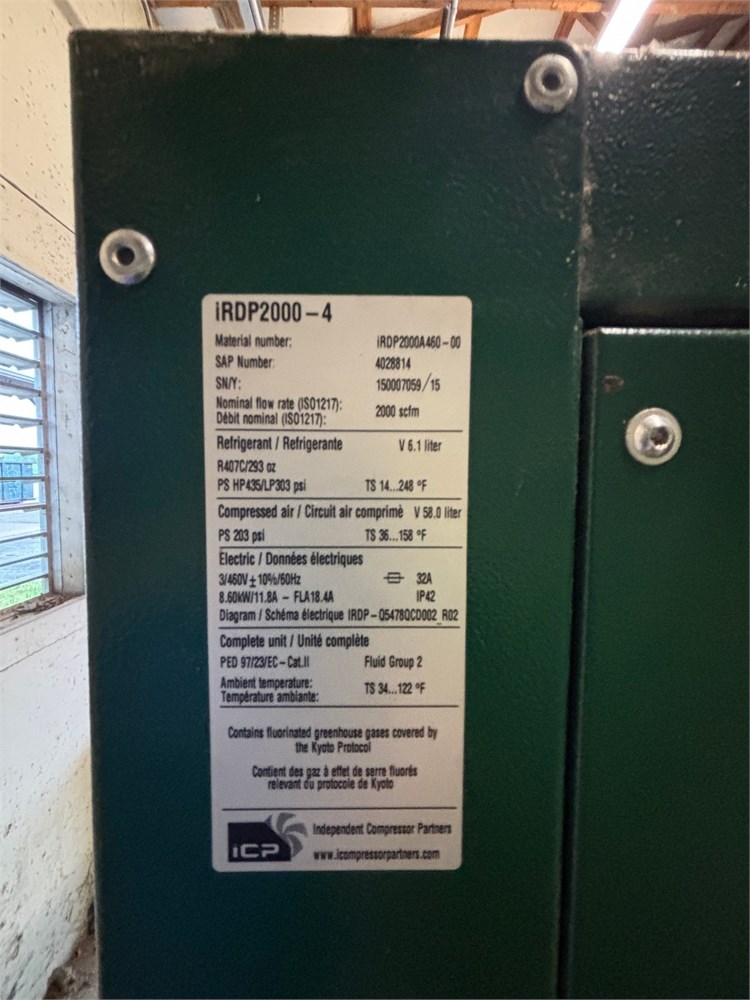 iRDP2000-4
Material number: iRDP2000A460-00
SAP Number: 4028814
SN/Y: 150007059/15
Nominal flow rate (ISO1217):
Débit nominal (ISO1217): 2000 scfm
Refrigerant / Refrigerante V 6.1 liter
R407C/293 oz
PS HP435/LP303 psi TS 14...248 °F
Compressed air / Circuit air comprimè V 58.0 liter
PS 203 psi TS 36...158 °F
Electric / Données électriques
3/460V±10%/60Hz 32A
8.60kW/11.8A - FLA18.4A IP42
Diagram / Schéma électrique IRDP-Q5478QCD002_R02
Complete unit / Unité complète
PED 97/23/EC-Cat.II Fluid Group 2
Ambient temperature:
Température ambiante: TS 34...122 °F
Contains fluorinated greenhouse gases covered by
the Kyoto Protocol
Contient des gaz à effet de serre fluorés
relevant du protocole de Kyoto
iCP Independent Compressor Partners
www.icompressorpartners.com